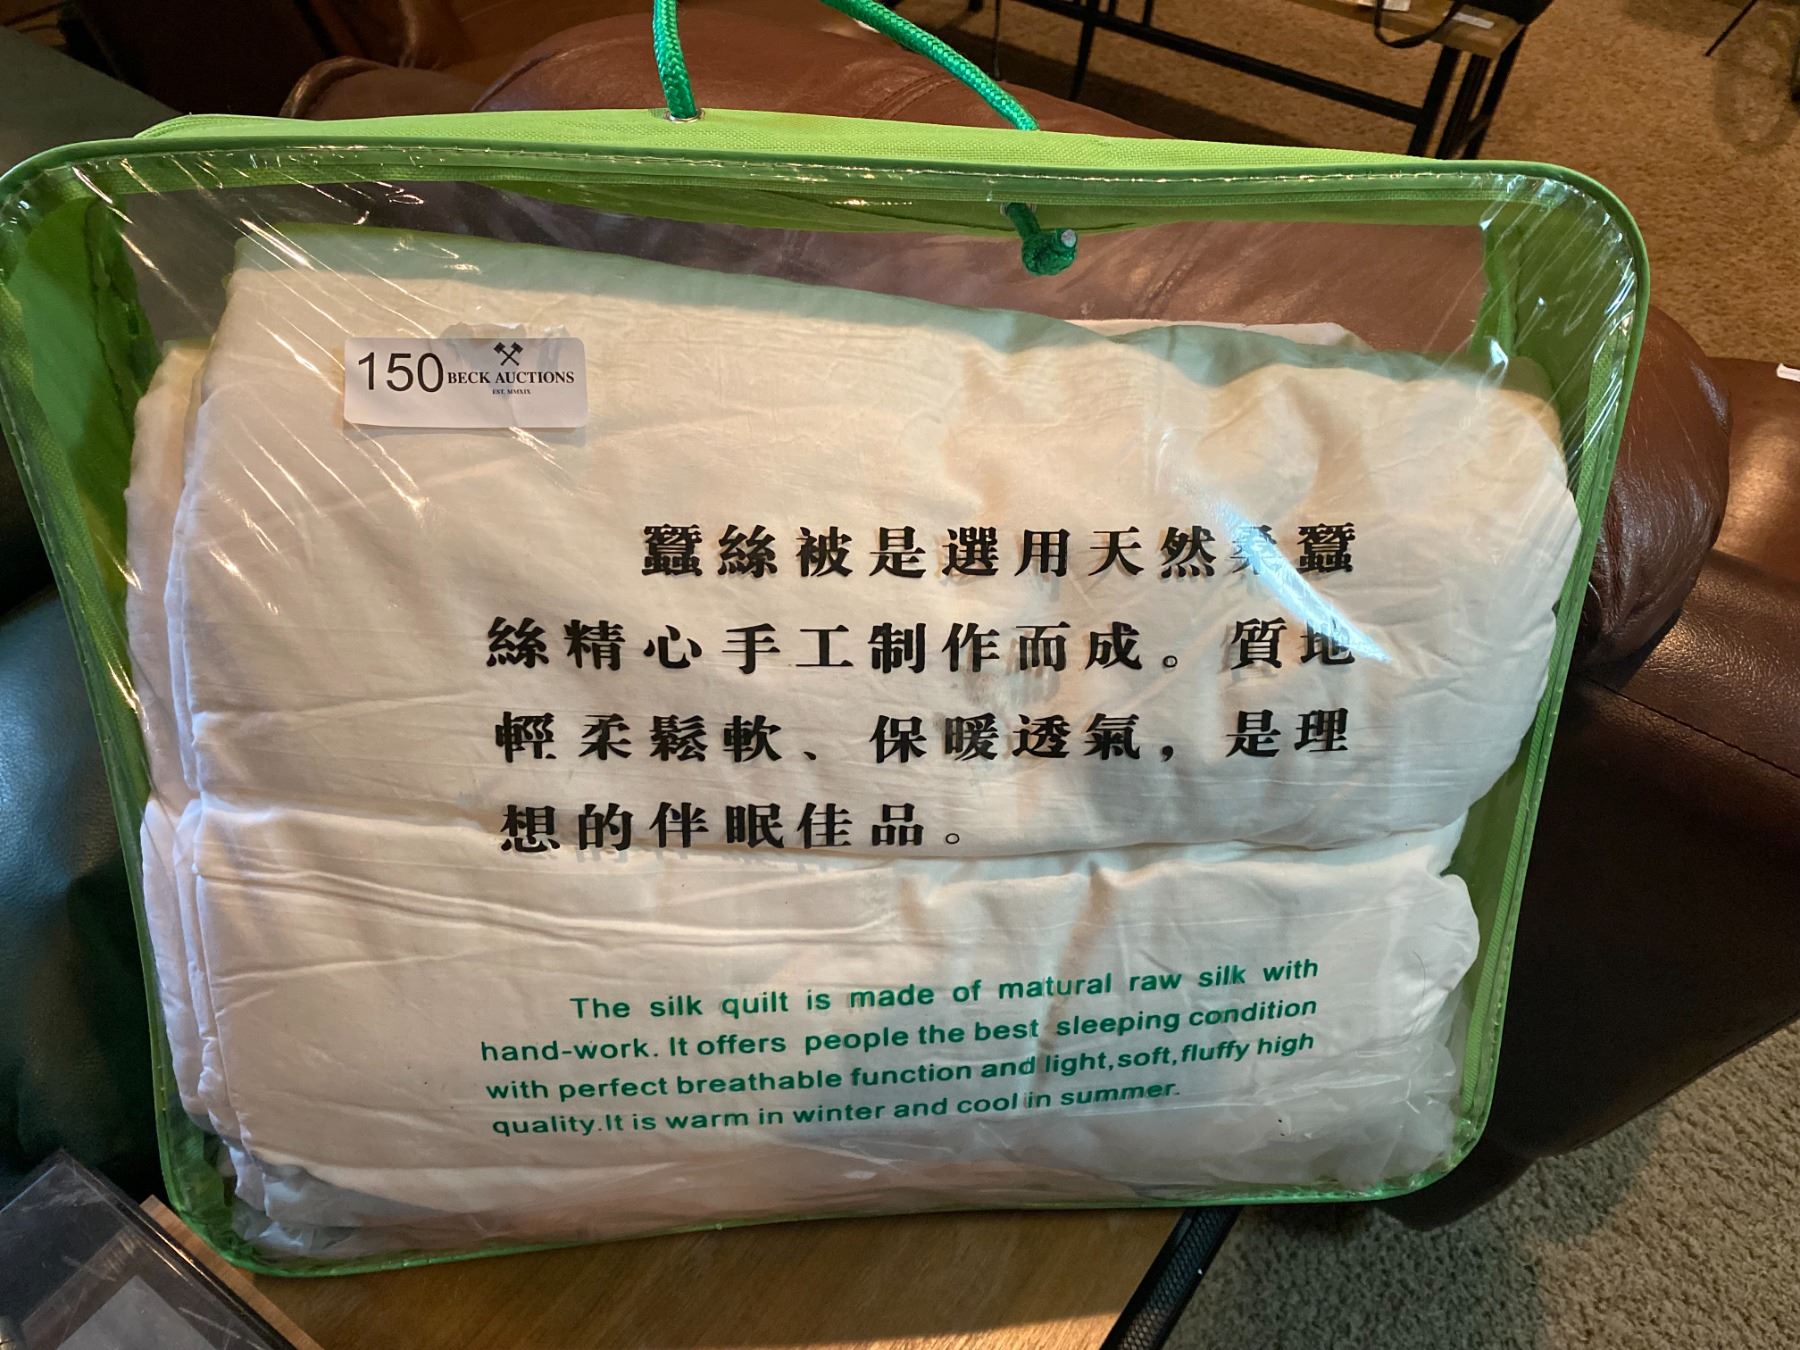 150 BECK AUCTIONS
EST. MMXIX
蠶絲被是選用天然桑蠶
絲精心手工制作而成。質地
輕柔鬆軟、保暖透氣，是理
想的伴眠佳品。
The silk quilt is made of matural raw silk with
hand-work. It offers people the best sleeping condition
with perfect breathable function and light,soft,fluffy high
quality.It is warm in winter and cool in summer.